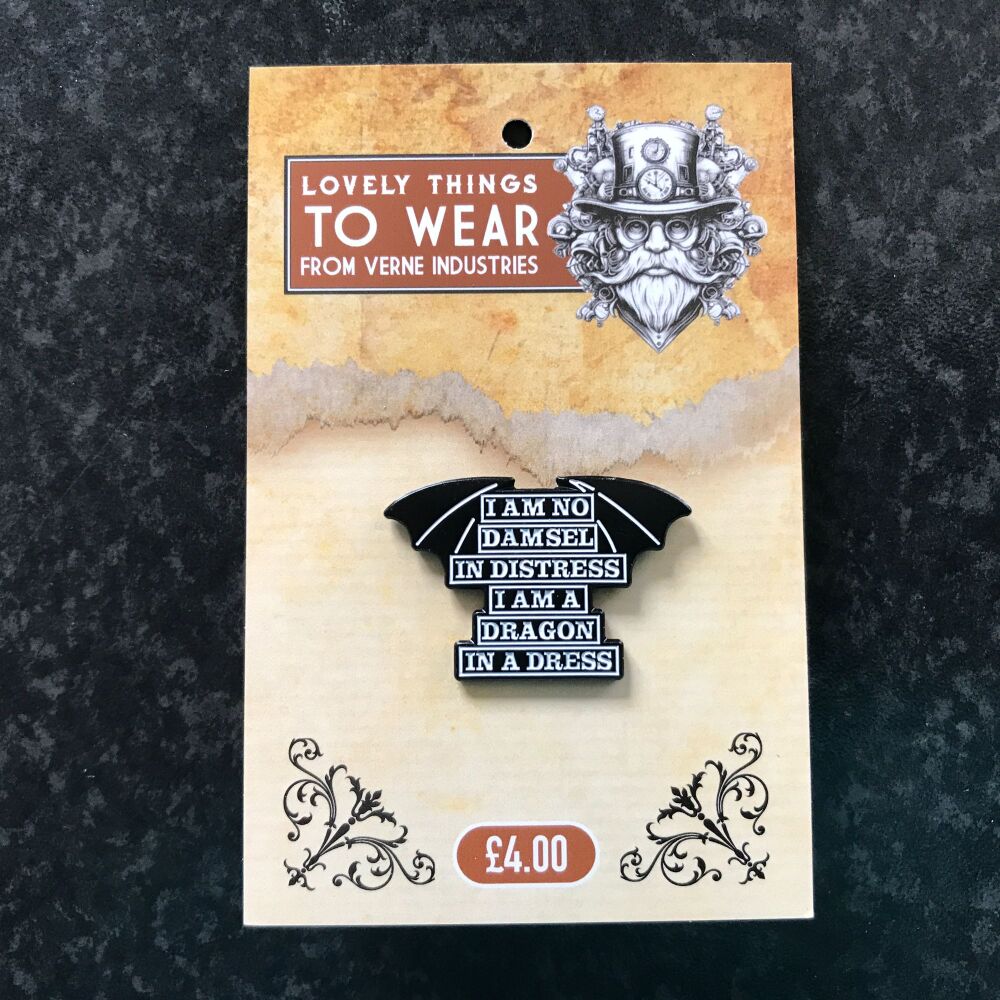 LOVELY THINGS
TO WEAR
FROM VERNE INDUSTRIES
I AM NO
DAMSEL
IN DISTRESS
I AM A
DRAGON
IN A DRESS
£4.00